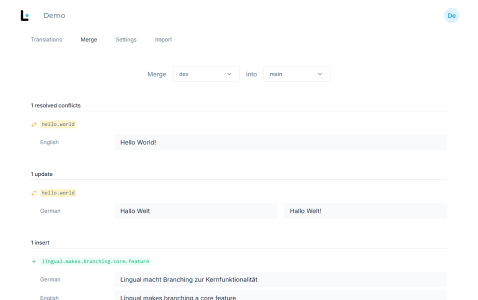 Demo
De
Translations Merge Settings Import
Merge dev into main
1 resolved conflicts
hello.world
English Hello World!
1 update
hello.world
German Hallo Welt Hallo Welt!
1 insert
lingual.makes.branching.core.feature
German Lingual macht Branching zur Kernfunktionalität
English Lingual makes branching a core feature